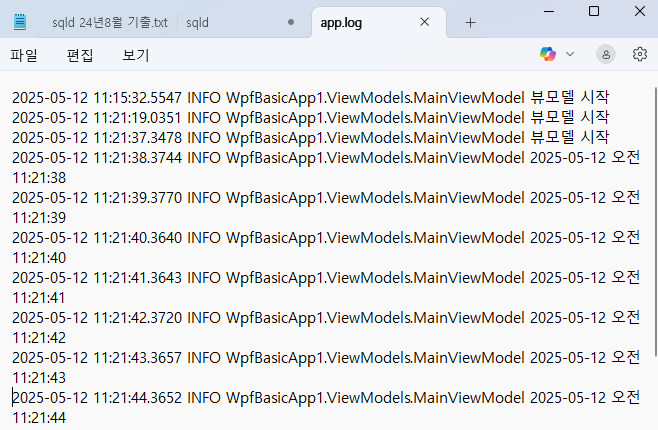 sqld 24년8월 기출.txt
sqld
app.log
파일
편집
보기
2025-05-12 11:15:32.5547 INFO WpfBasicApp1.ViewModels.MainViewModel 뷰모델 시작
2025-05-12 11:21:19.0351 INFO WpfBasicApp1.ViewModels.MainViewModel 뷰모델 시작
2025-05-12 11:21:37.3478 INFO WpfBasicApp1.ViewModels.MainViewModel 뷰모델 시작
2025-05-12 11:21:38.3744 INFO WpfBasicApp1.ViewModels.MainViewModel 2025-05-12 오전
11:21:38
2025-05-12 11:21:39.3770 INFO WpfBasicApp1.ViewModels.MainViewModel 2025-05-12 오전
11:21:39
2025-05-12 11:21:40.3640 INFO WpfBasicApp1.ViewModels.MainViewModel 2025-05-12 오전
11:21:40
2025-05-12 11:21:41.3643 INFO WpfBasicApp1.ViewModels.MainViewModel 2025-05-12 오전
11:21:41
2025-05-12 11:21:42.3720 INFO WpfBasicApp1.ViewModels.MainViewModel 2025-05-12 오전
11:21:42
2025-05-12 11:21:43.3657 INFO WpfBasicApp1.ViewModels.MainViewModel 2025-05-12 오전
11:21:43
2025-05-12 11:21:44.3652 INFO WpfBasicApp1.ViewModels.MainViewModel 2025-05-12 오전
11:21:44